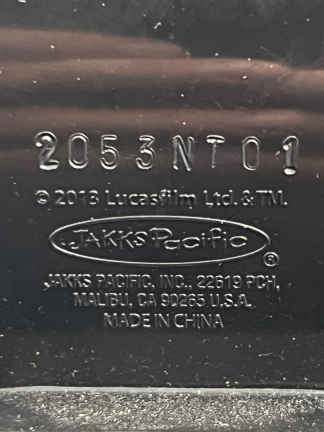 2053NT01
© 2013 Lucasfilm Ltd. & TM.
JAKKS Pacific ®
JAKKS PACIFIC, INC., 22619 PCH,
MALIBU, CA 90265 U.S.A.
MADE IN CHINA